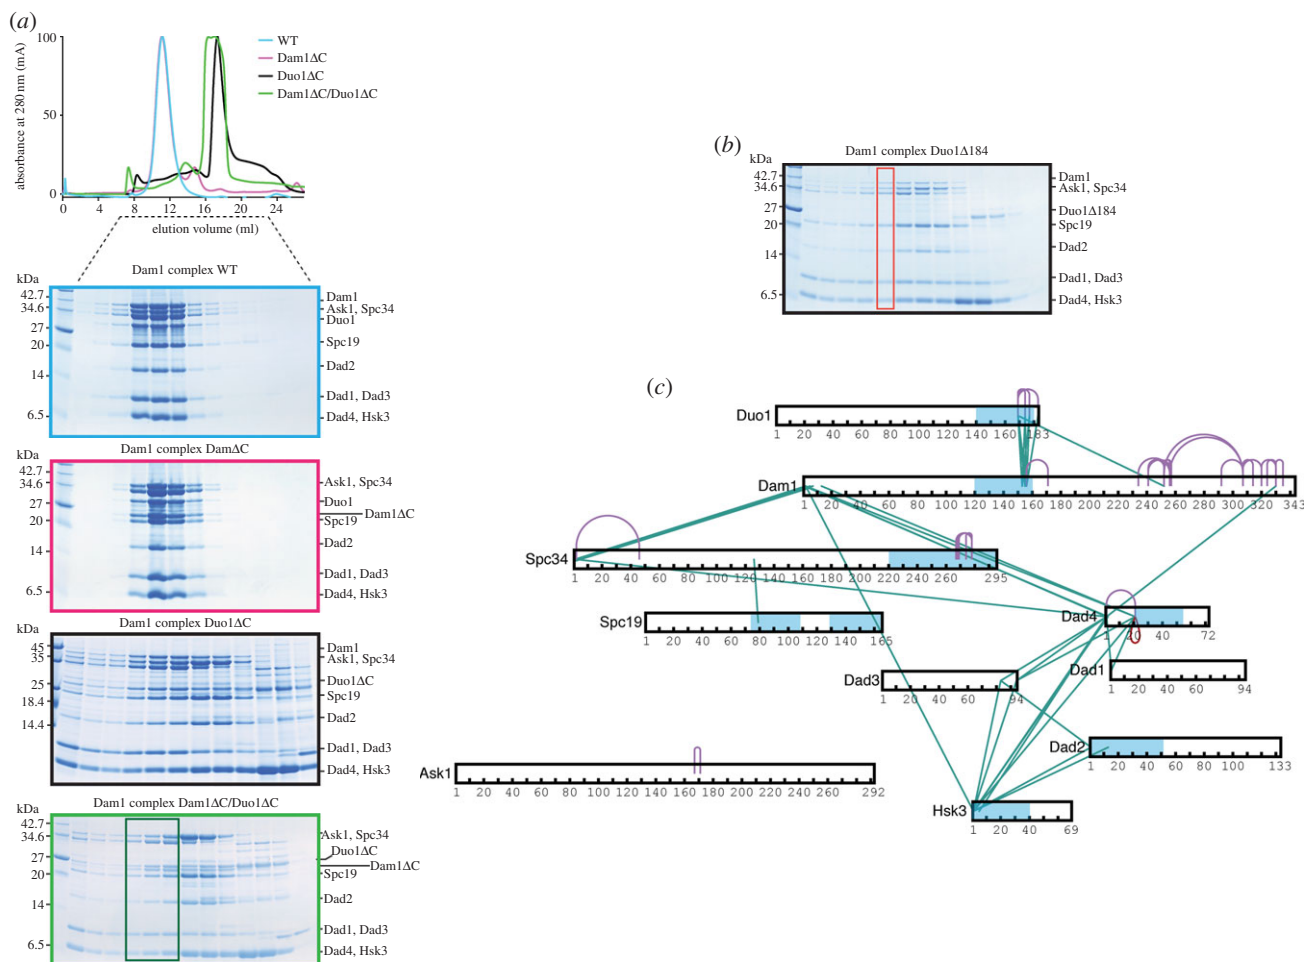 (a)
absorbance at 280 nm (mA)
100
50
0
0 4 8 12 16 20 24
elution volume (ml)
WT
Dam1ΔC
Duo1ΔC
Dam1ΔC/Duo1ΔC
Dam1 complex WT
kDa
42.7
34.6
27
20
14
6.5
Dam1
Ask1, Spc34
Duo1
Spc19
Dad2
Dad1, Dad3
Dad4, Hsk3
Dam1 complex DamΔC
kDa
42.7
34.6
27
20
14
6.5
Ask1, Spc34
Duo1
Dam1ΔC
Spc19
Dad2
Dad1, Dad3
Dad4, Hsk3
Dam1 complex Duo1ΔC
kDa
45
35
25
18.4
14.4
Dam1
Ask1, Spc34
Duo1ΔC
Spc19
Dad2
Dad1, Dad3
Dad4, Hsk3
Dam1 complex Dam1ΔC/Duo1ΔC
kDa
42.7
34.6
27
20
14
6.5
Ask1, Spc34
Duo1ΔC
Dam1ΔC
Spc19
Dad2
Dad1, Dad3
Dad4, Hsk3
(b)
Dam1 complex Duo1Δ184
kDa
42.7
34.6
27
20
14
6.5
Dam1
Ask1, Spc34
Duo1Δ184
Spc19
Dad2
Dad1, Dad3
Dad4, Hsk3
(c)
Duo1
1 20 40 60 80 100 120 140 160 183
Dam1
1 20 40 60 80 100 120 140 160 180 200 220 240 260 280 300 320 343
Spc34
1 20 40 60 80 100 120 140 160 180 200 220 240 260 295
Spc19
1 20 40 60 80 100 120 140 165
Dad4
1 20 40 72
Dad3
1 20 40 60 94
Dad1
1 20 40 60 94
Dad2
1 20 40 60 80 100 133
Ask1
1 20 40 60 80 100 120 140 160 180 200 220 240 260 292
Hsk3
1 20 40 69